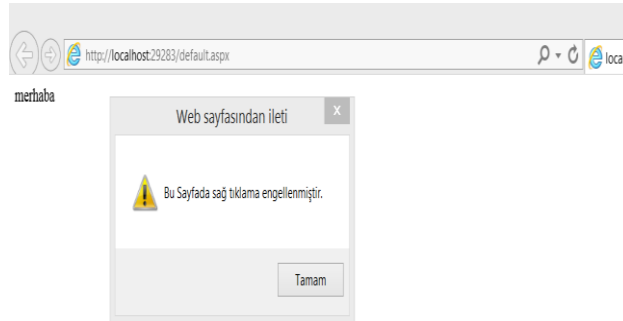 http://localhost:29283/default.aspx
loca
merhaba
Web sayfasından ileti
x
Bu Sayfada sağ tıklama engellenmiştir.
Tamam